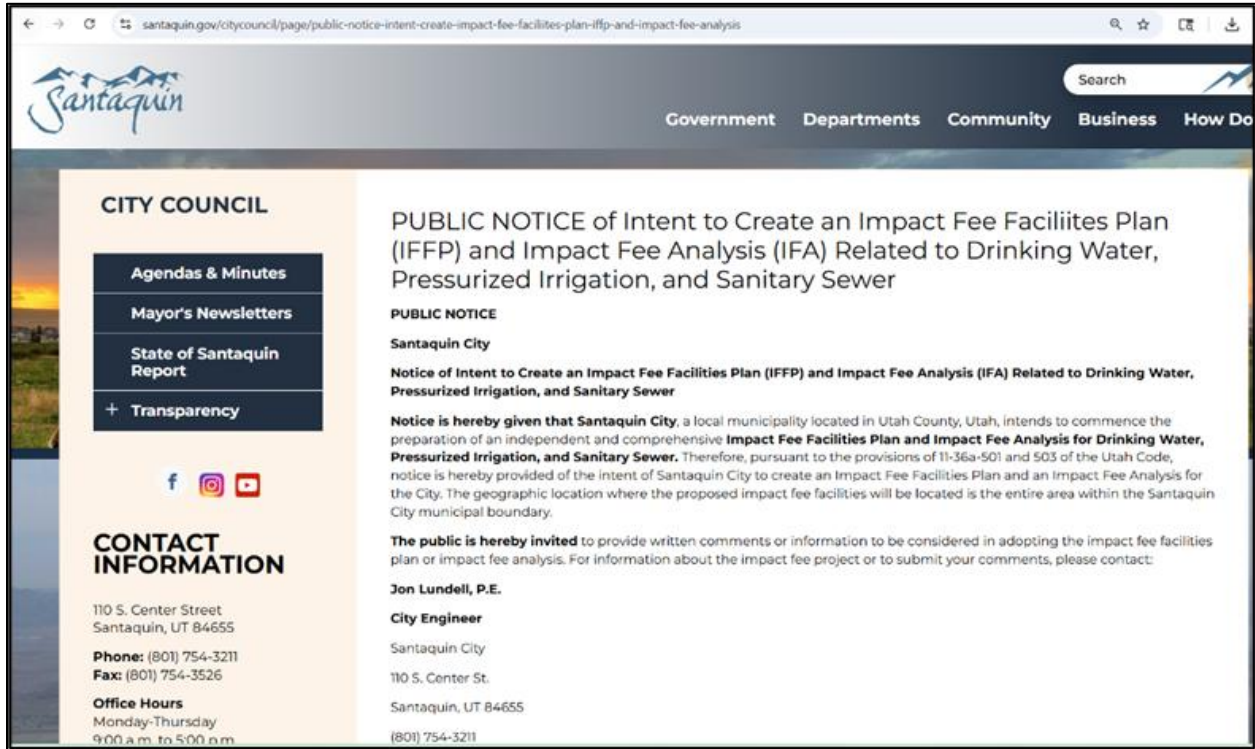 santaquin.gov/citycouncil/page/public-notice-intent-create-impact-fee-faciliites-plan-iffp-and-impact-fee-analysis
Santaquin
Search
Government Departments Community Business How Do
CITY COUNCIL
Agendas & Minutes
Mayor's Newsletters
State of Santaquin
Report
+ Transparency
CONTACT
INFORMATION
110 S. Center Street
Santaquin, UT 84655
Phone: (801) 754-3211
Fax: (801) 754-3526
Office Hours
Monday-Thursday
9:00 a.m. to 5:00 p.m.
PUBLIC NOTICE of Intent to Create an Impact Fee Faciliites Plan
(IFFP) and Impact Fee Analysis (IFA) Related to Drinking Water,
Pressurized Irrigation, and Sanitary Sewer
PUBLIC NOTICE
Santaquin City
Notice of Intent to Create an Impact Fee Facilities Plan (IFFP) and Impact Fee Analysis (IFA) Related to Drinking Water,
Pressurized Irrigation, and Sanitary Sewer
Notice is hereby given that Santaquin City, a local municipality located in Utah County, Utah, intends to commence the
preparation of an independent and comprehensive Impact Fee Facilities Plan and Impact Fee Analysis for Drinking Water,
Pressurized Irrigation, and Sanitary Sewer. Therefore, pursuant to the provisions of 11-36a-501 and 503 of the Utah Code,
notice is hereby provided of the intent of Santaquin City to create an Impact Fee Facilities Plan and an Impact Fee Analysis for
the City. The geographic location where the proposed impact fee facilities will be located is the entire area within the Santaquin
City municipal boundary.
The public is hereby invited to provide written comments or information to be considered in adopting the impact fee facilities
plan or impact fee analysis. For information about the impact fee project or to submit your comments, please contact:
Jon Lundell, P.E.
City Engineer
Santaquin City
110 S. Center St.
Santaquin, UT 84655
(801) 754-3211